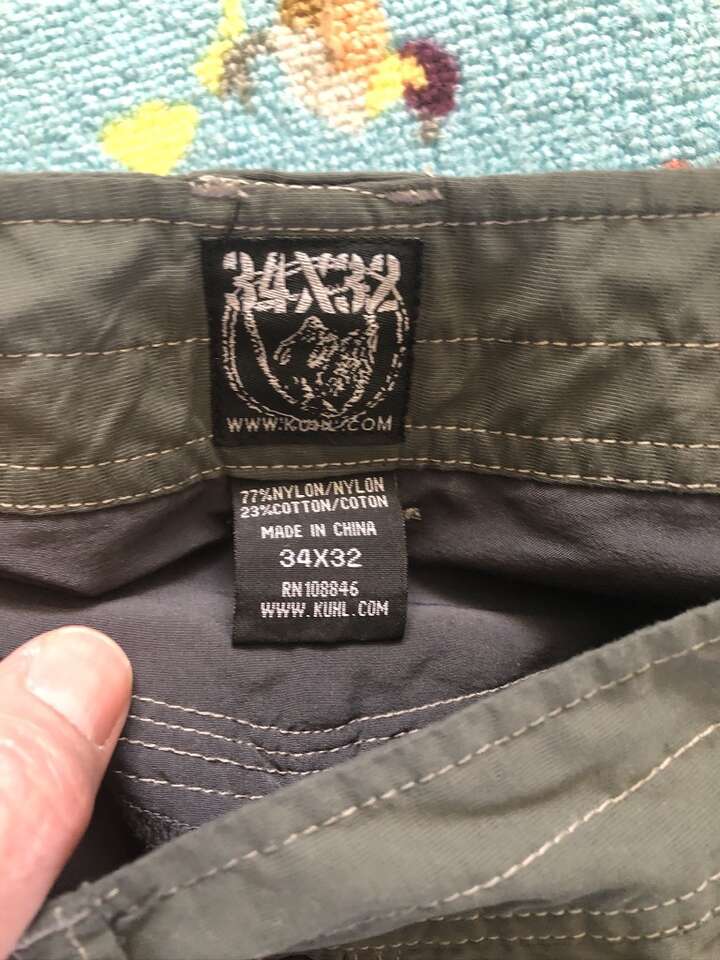 34X32
WWW.KUHL.COM
77%NYLON/NYLON
23%COTTON/COTON
MADE IN CHINA
34X32
RN108846
WWW.KUHL.COM